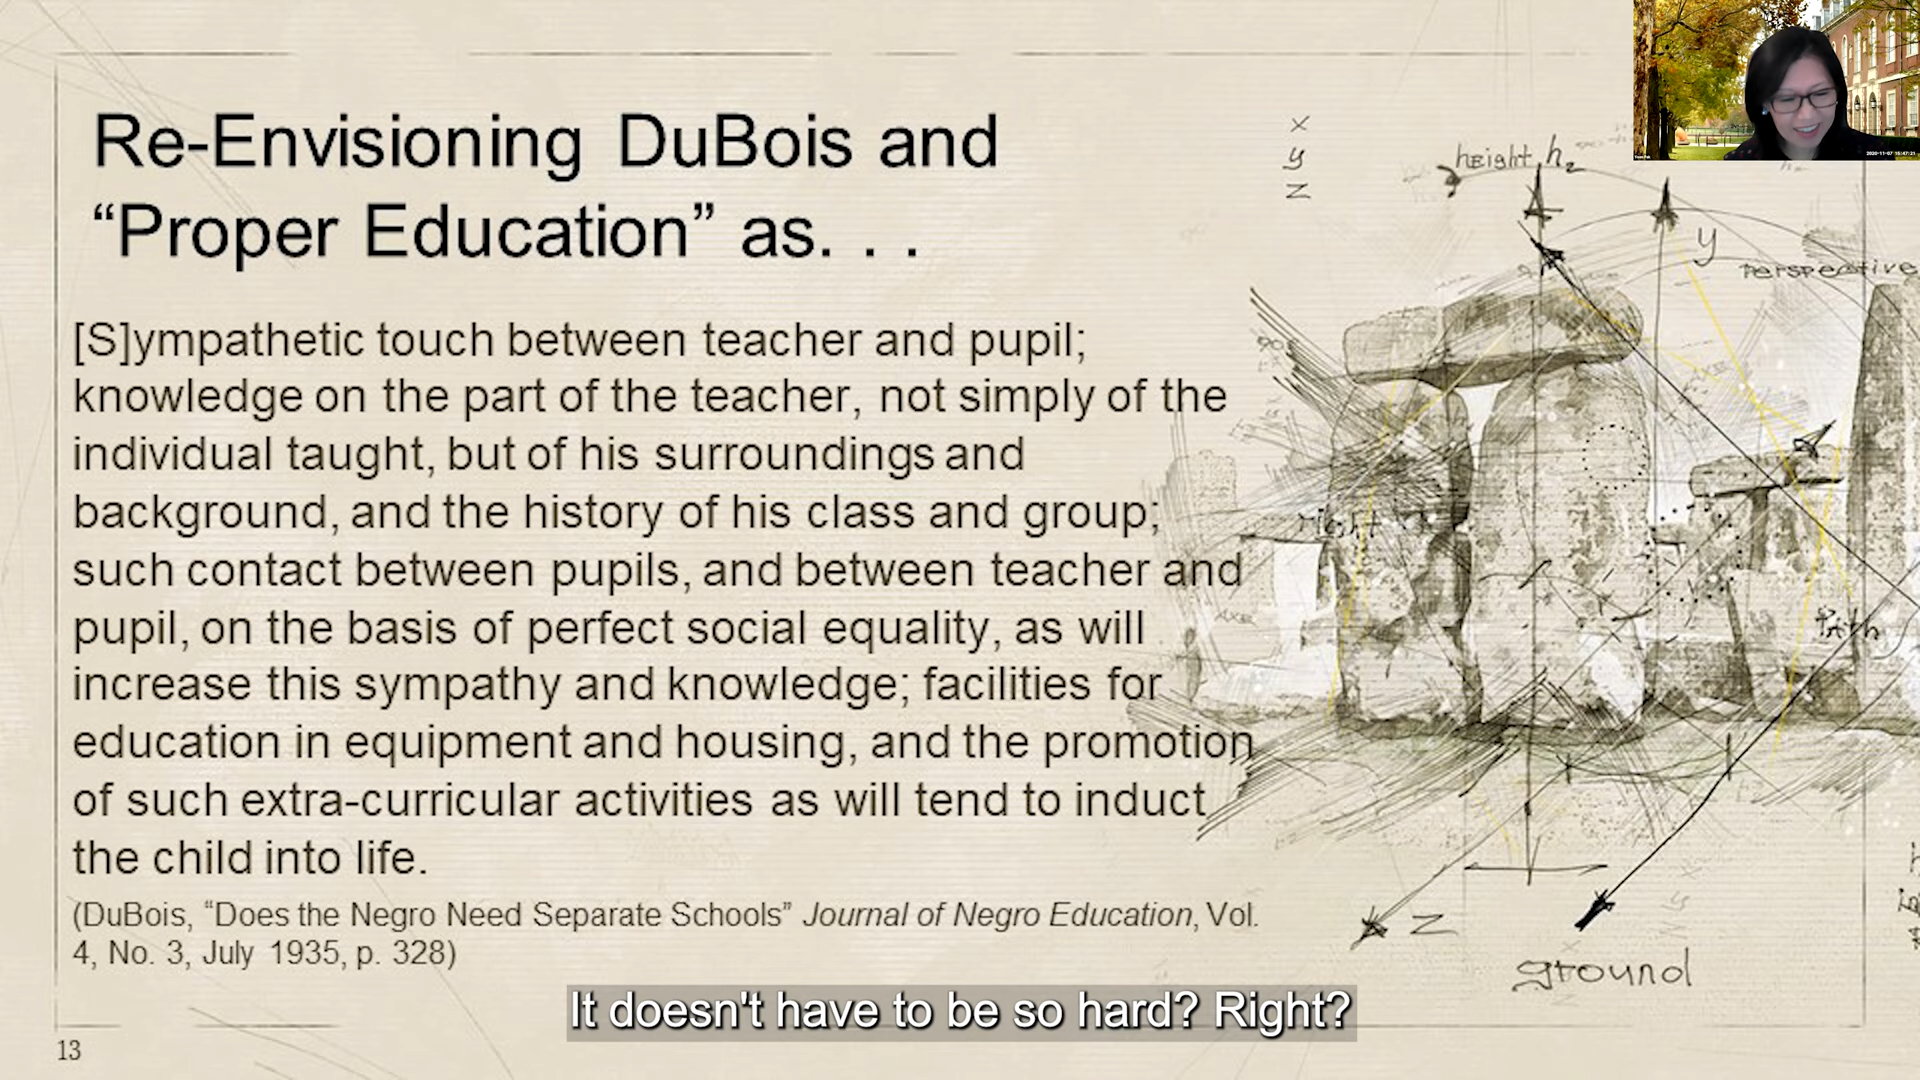 Re-Envisioning DuBois and
“Proper Education” as. . .
[S]ympathetic touch between teacher and pupil;
knowledge on the part of the teacher, not simply of the
individual taught, but of his surroundings and
background, and the history of his class and group;
such contact between pupils, and between teacher and
pupil, on the basis of perfect social equality, as will
increase this sympathy and knowledge; facilities for
education in equipment and housing, and the promotion
of such extra-curricular activities as will tend to induct
the child into life.
(DuBois, “Does the Negro Need Separate Schools” Journal of Negro Education, Vol.
4, No. 3, July 1935, p. 328)
x
y
z
height h2
y
perspective
path
z
ground
It doesn't have to be so hard? Right?
13